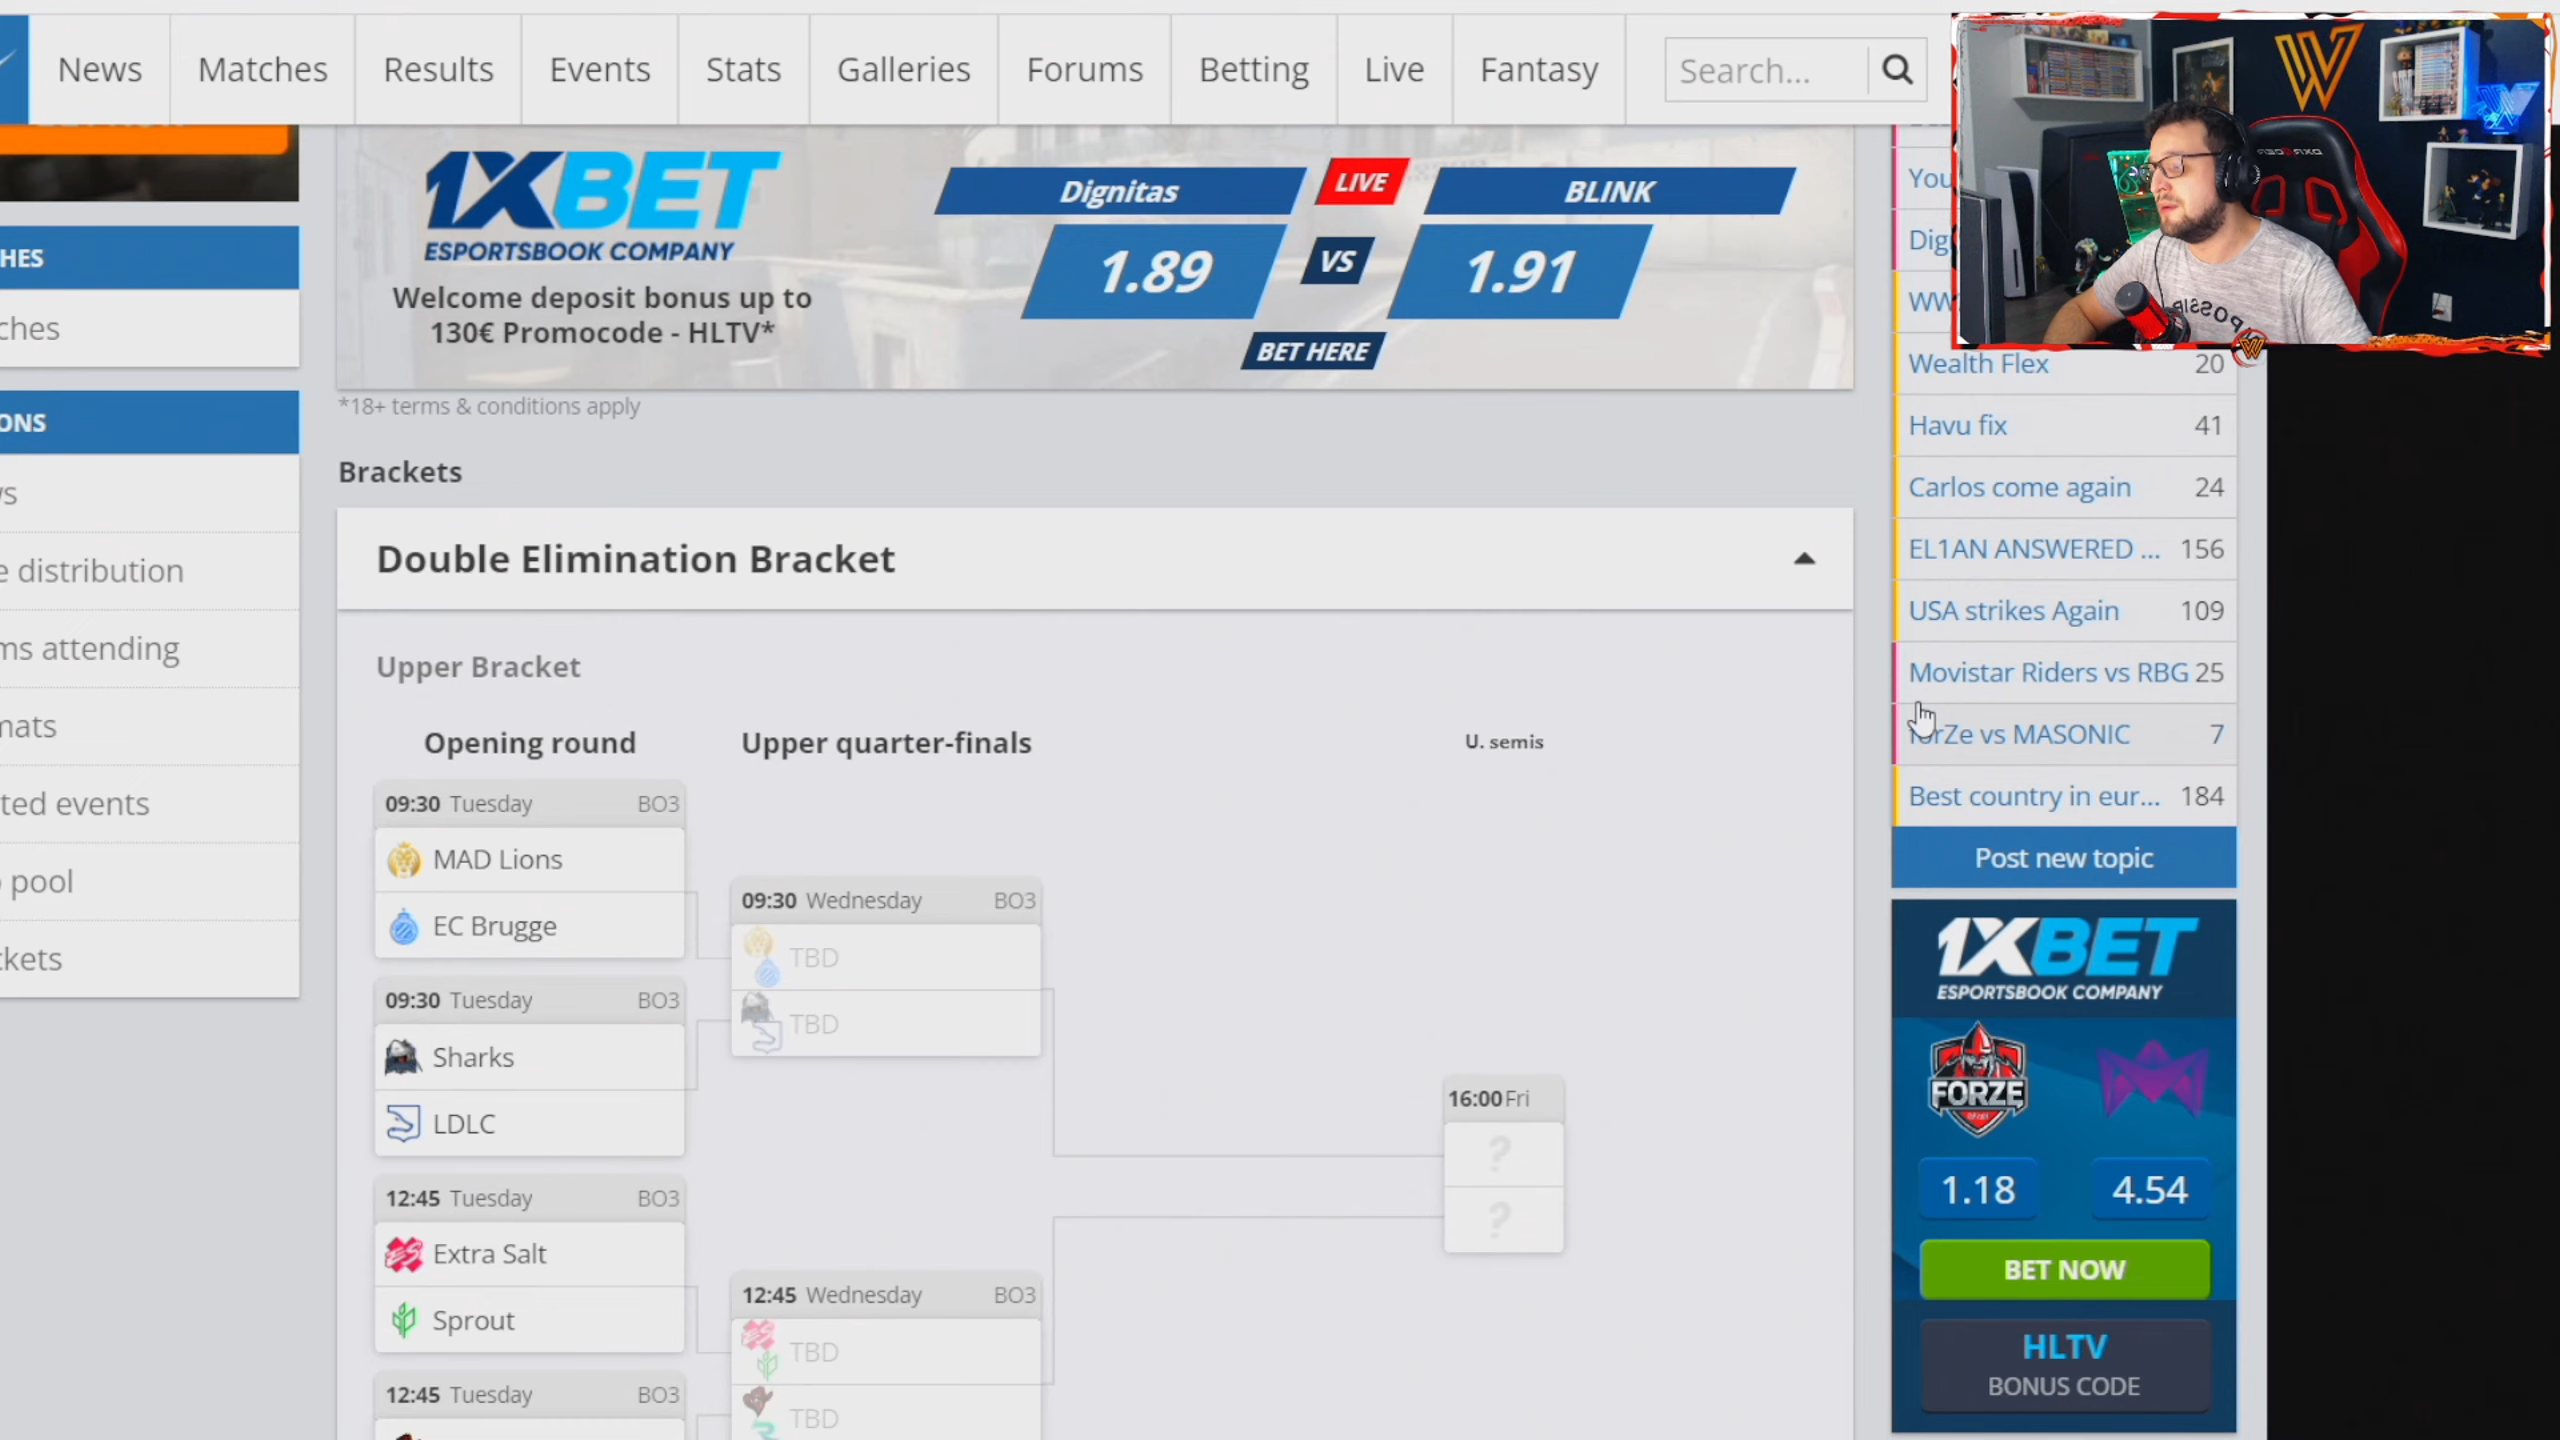 News
Matches
Results
Events
Stats
Galleries
Forums
Betting
Live
Fantasy
Search...
HES
ches
ONS
e distribution
ms attending
mats
ted events
pool
kets
1XBET
ESPORTSBOOK COMPANY
Welcome deposit bonus up to
130€ Promocode - HLTV*
Dignitas
LIVE
BLINK
1.89
VS
1.91
BET HERE
*18+ terms & conditions apply
Brackets
Double Elimination Bracket
Upper Bracket
Opening round
Upper quarter-finals
U. semis
09:30 Tuesday BO3
MAD Lions
EC Brugge
09:30 Tuesday BO3
Sharks
LDLC
12:45 Tuesday BO3
Extra Salt
Sprout
12:45 Tuesday BO3
09:30 Wednesday BO3
TBD
TBD
12:45 Wednesday BO3
TBD
TBD
16:00 Fri
?
?
You
Dig
WW
Wealth Flex 20
Havu fix 41
Carlos come again 24
EL1AN ANSWERED ... 156
USA strikes Again 109
Movistar Riders vs RBG 25
forZe vs MASONIC 7
Best country in eur... 184
Post new topic
1XBET
ESPORTSBOOK COMPANY
FORZE
1.18
4.54
BET NOW
HLTV
BONUS CODE